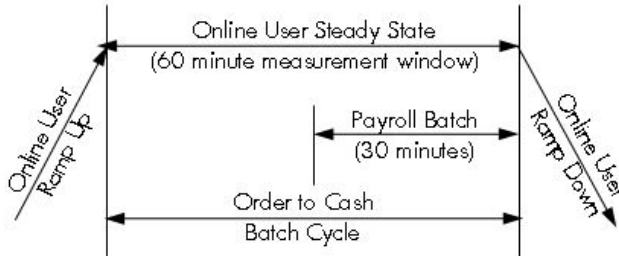 Online User Steady State
(60 minute measurement window)
Online User
Ramp Up
Payroll Batch
(30 minutes)
Online User
Ramp Down
Order to Cash
Batch Cycle